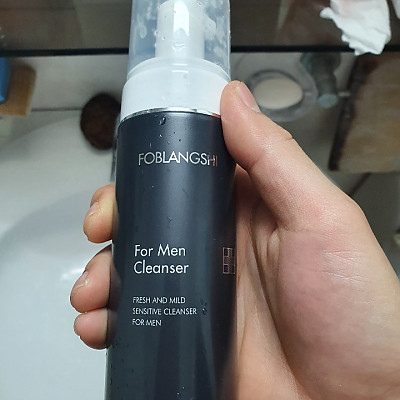 FOBLANGSHI
For Men
Cleanser
FRESH AND MILD
SENSITIVE CLEANSER
FOR MEN